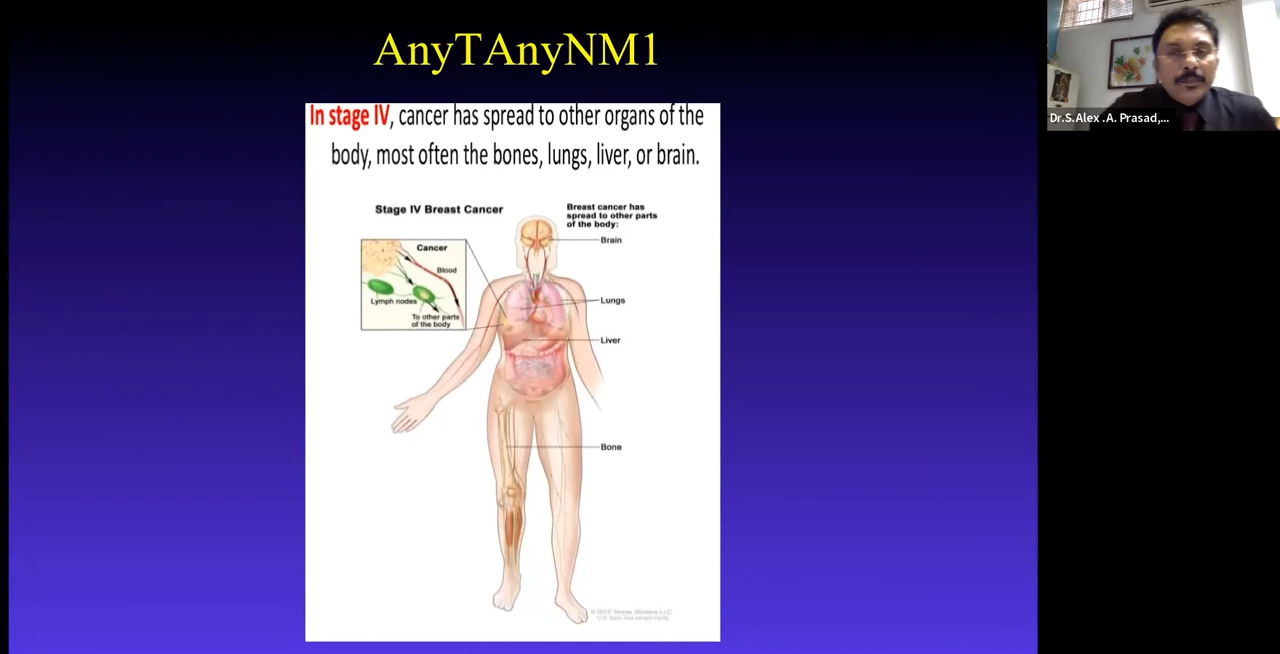 AnyTAnyNM1
In stage IV, cancer has spread to other organs of the
body, most often the bones, lungs, liver, or brain.
Stage IV Breast Cancer
Breast cancer has
spread to other parts
of the body:
Brain
Cancer
Blood
Lymph nodes
To other parts
of the body
Lungs
Liver
Bone
Dr.S.Alex .A. Prasad,...